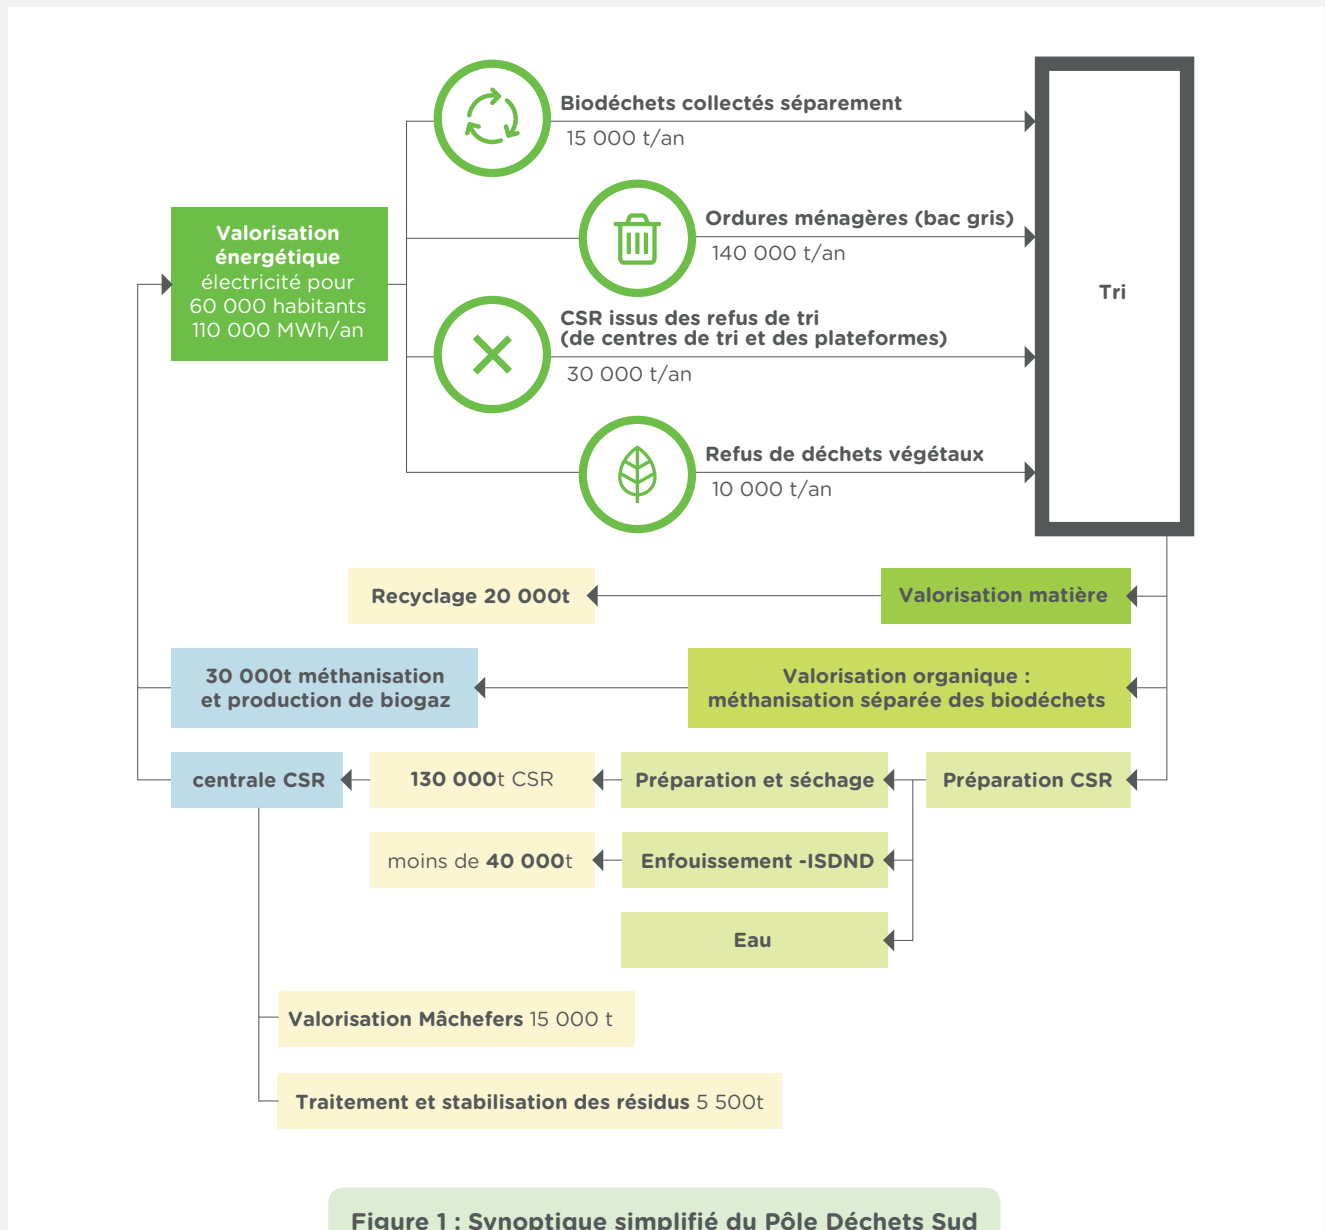 Biodéchets collectés séparement
15 000 t/an
Ordures ménagères (bac gris)
140 000 t/an
Valorisation
énergétique
électricité pour
60 000 habitants
110 000 MWh/an
Tri
CSR issus des refus de tri
(de centres de tri et des plateformes)
30 000 t/an
Refus de déchets végétaux
10 000 t/an
Recyclage 20 000t
Valorisation matière
30 000t méthanisation
et production de biogaz
Valorisation organique :
méthanisation séparée des biodéchets
centrale CSR
130 000t CSR
Préparation et séchage
Préparation CSR
moins de 40 000t
Enfouissement -ISDND
Eau
Valorisation Mâchefers 15 000 t
Traitement et stabilisation des résidus 5 500t
Figure 1 : Synoptique simplifié du Pôle Déchets Sud